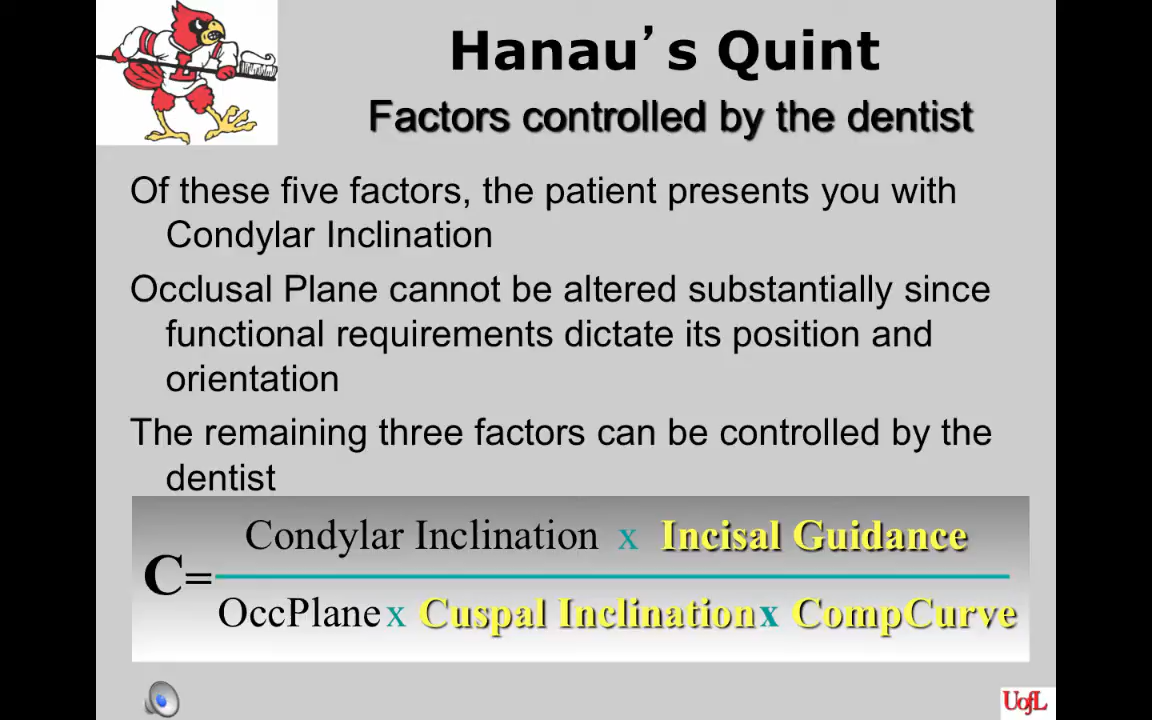 Hanau’s Quint
Factors controlled by the dentist
Of these five factors, the patient presents you with
Condylar Inclination
Occlusal Plane cannot be altered substantially since
functional requirements dictate its position and
orientation
The remaining three factors can be controlled by the
dentist
Condylar Inclination x Incisal Guidance
C=
OccPlane x Cuspal Inclination x CompCurve
UofL